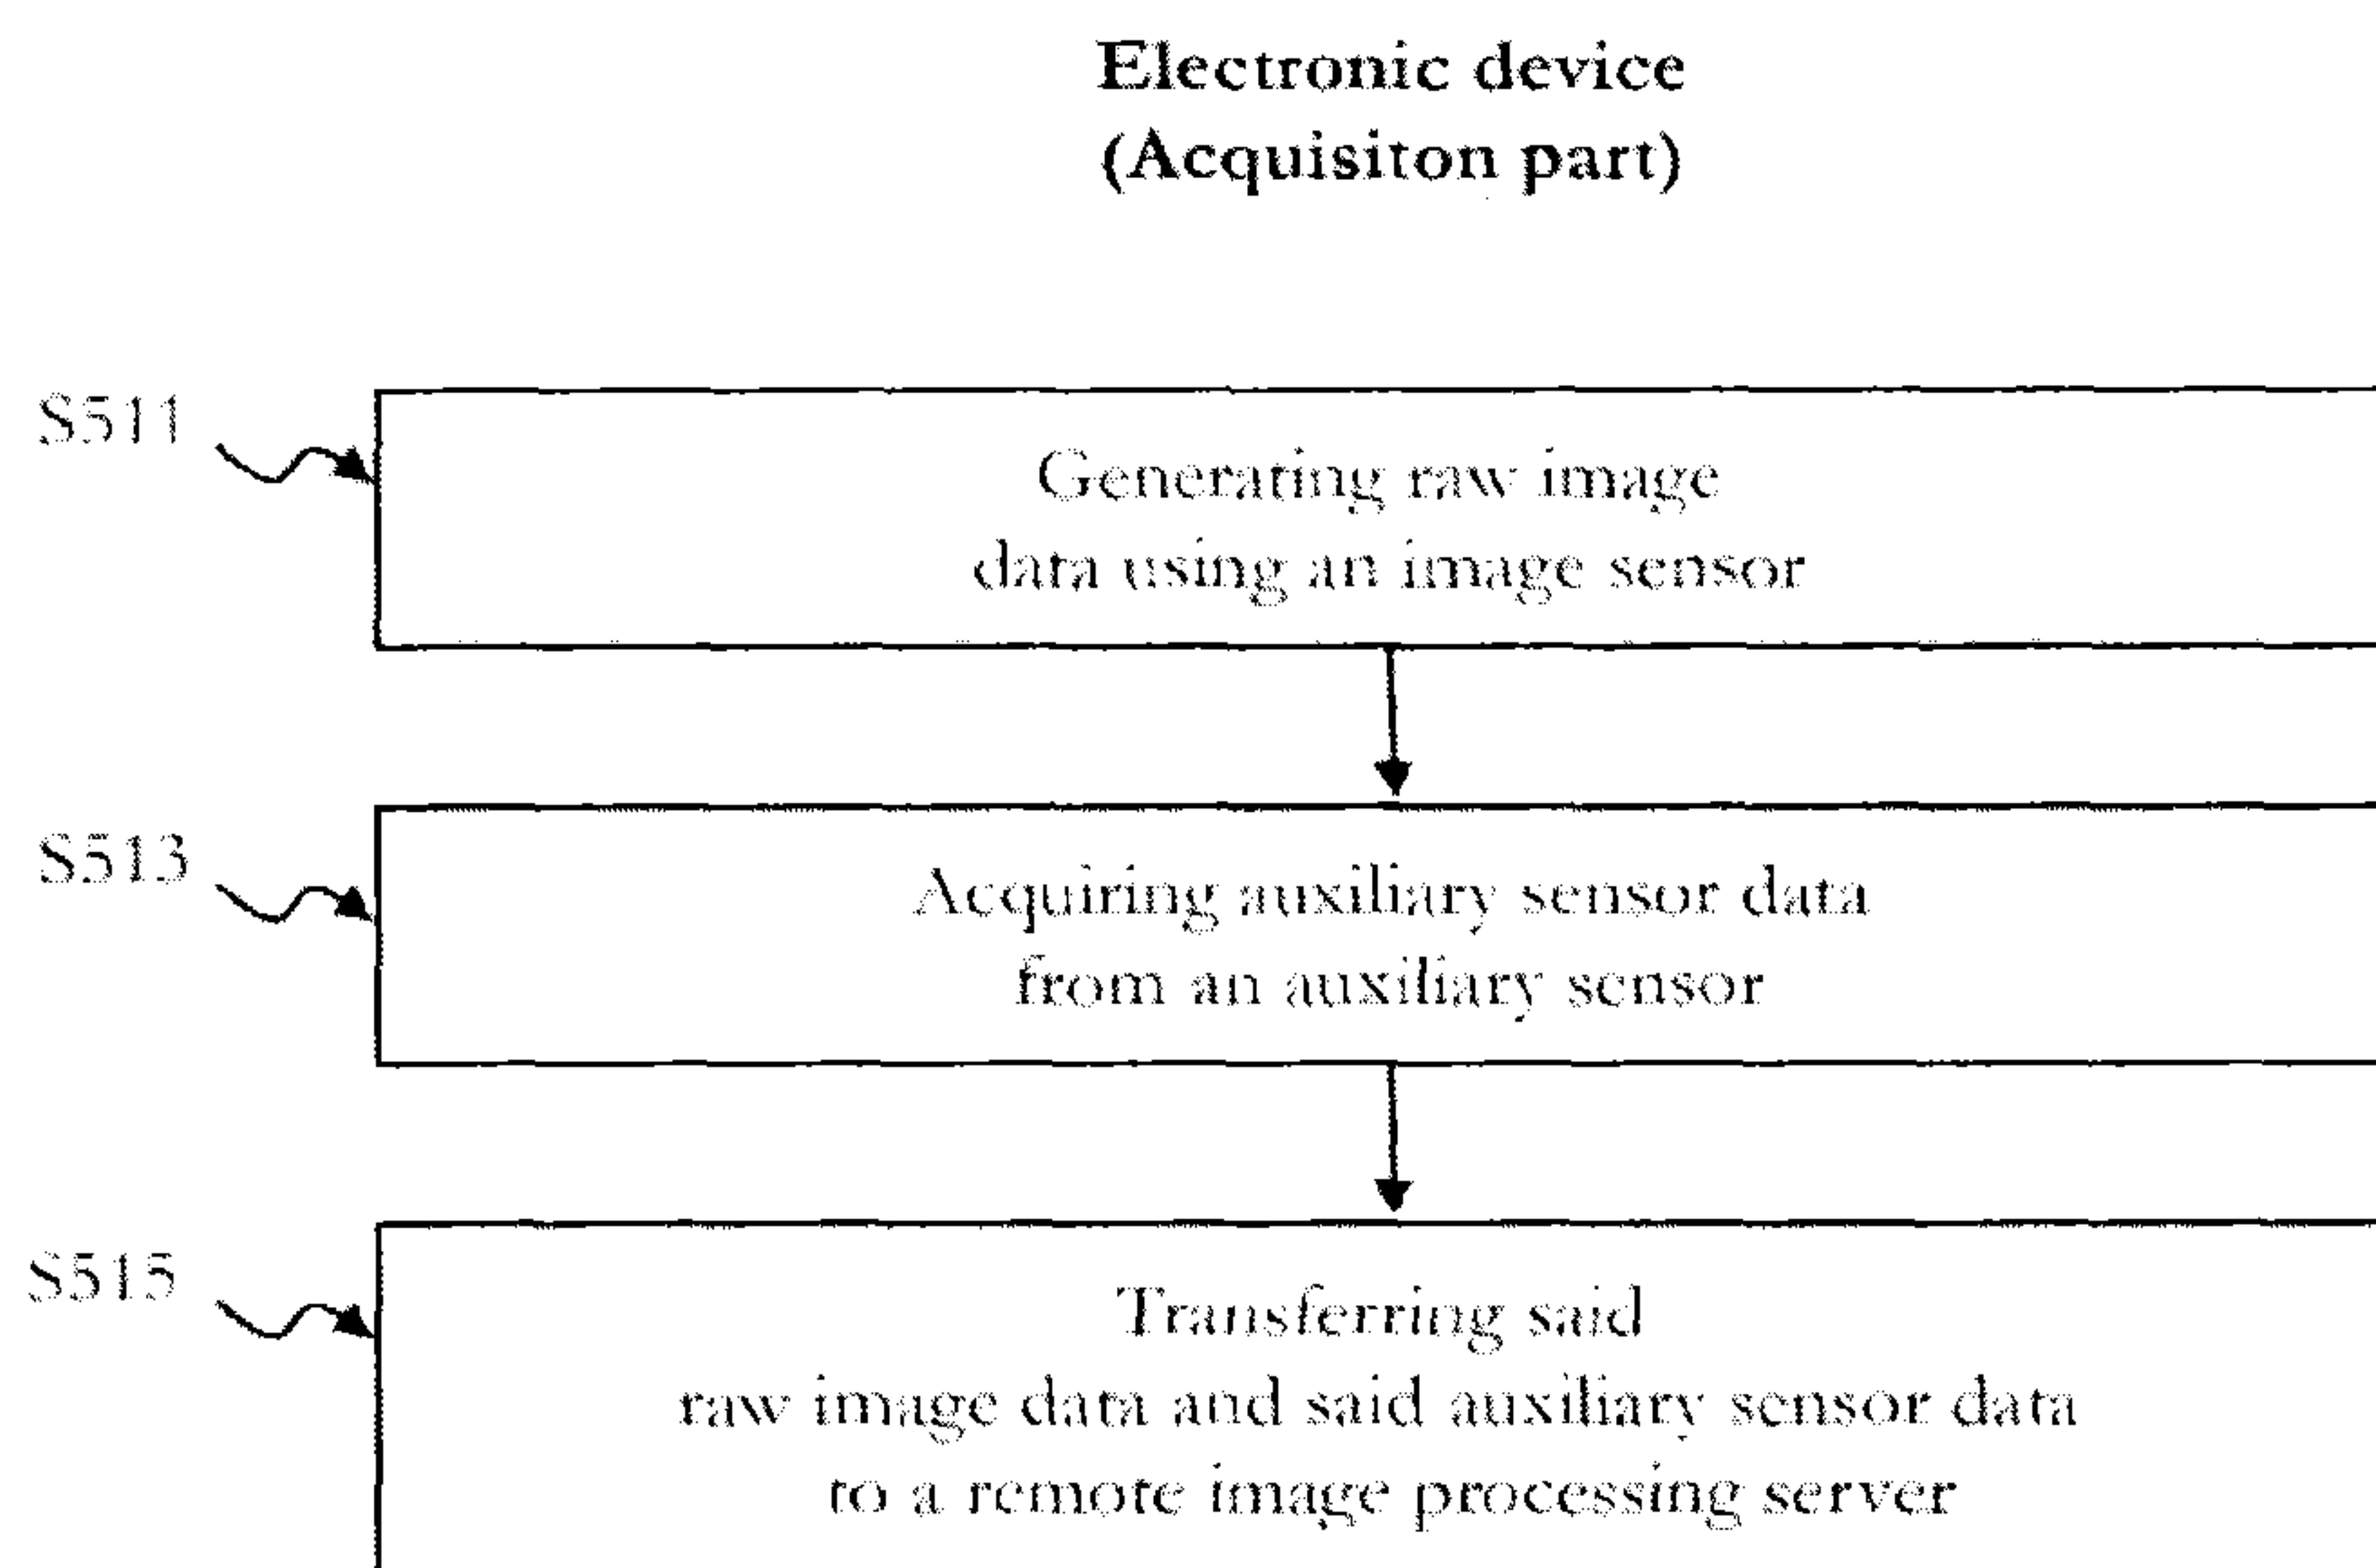 Electronic device
(Acquisiton part)
S511
Generating raw image
data using an image sensor
S513
Acquiring auxiliary sensor data
from an auxiliary sensor
S515
Transferring said
raw image data and said auxiliary sensor data
to a remote image processing server